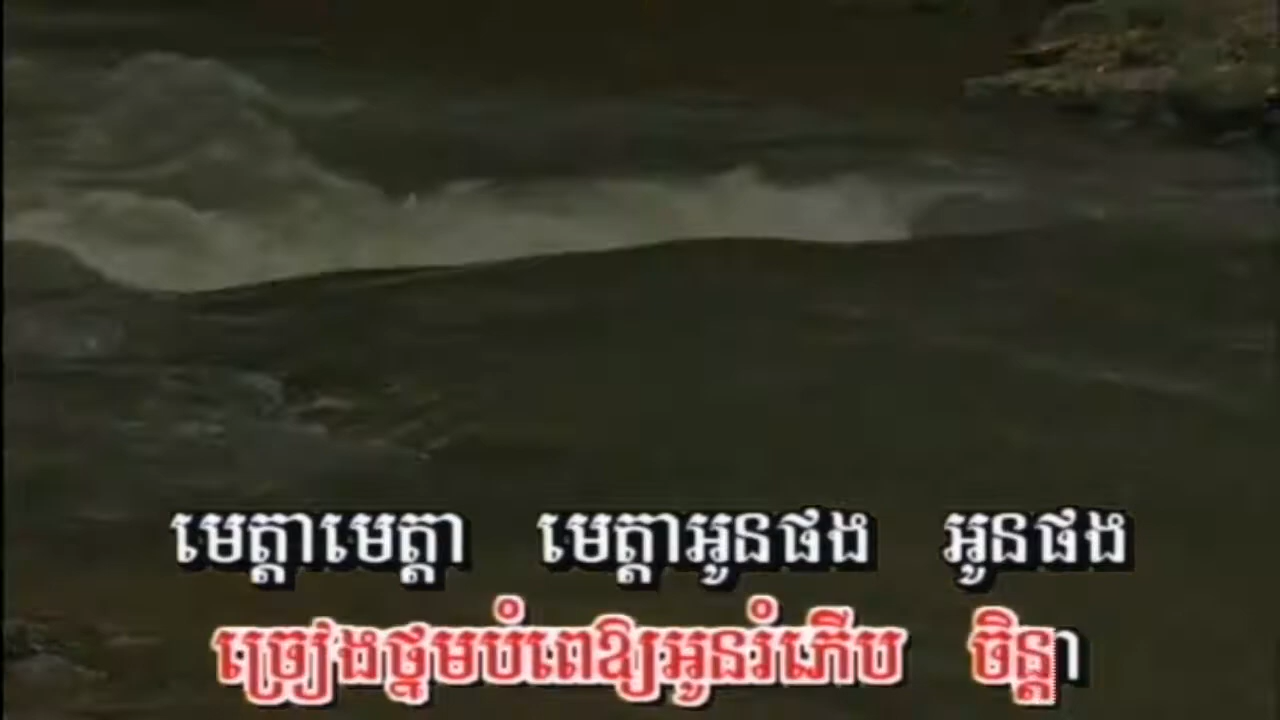 មេត្តាមេត្តា មេត្តាអូនផង អូនផង
ច្រៀងថ្នមបំពេឱ្យអូនរំភើប ចិន្តា